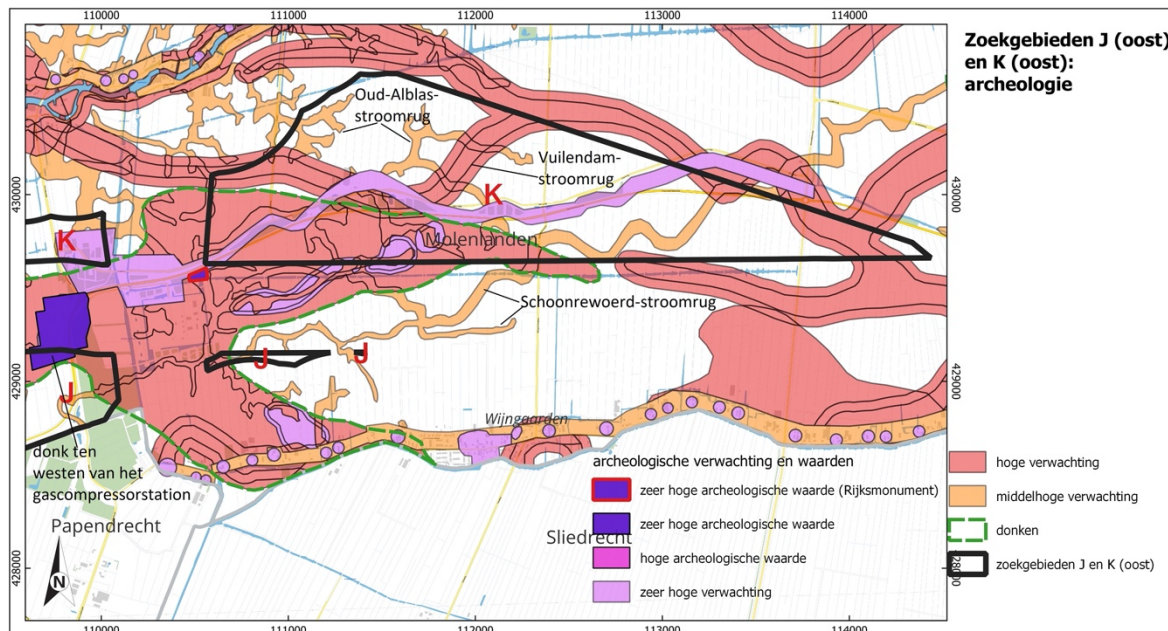 110000 111000 112000 113000 114000
Zoekgebieden J (oost)
en K (oost):
archeologie
Oud-Alblas-
stroomrug
Vuilendam-
stroomrug
430000
K
430000
K
Molenlanden
Schoonrewoerd-stroomrug
J
J
429000
429000
J
Wijngaarden
donk ten
westen van het
gascompressorstation
Papendrecht
Sliedrecht
N
428000
428000
archeologische verwachting en waarden
zeer hoge archeologische waarde (Rijksmonument)
zeer hoge archeologische waarde
hoge archeologische waarde
zeer hoge verwachting
hoge verwachting
middelhoge verwachting
donken
zoekgebieden J en K (oost)
110000 111000 112000 113000 114000